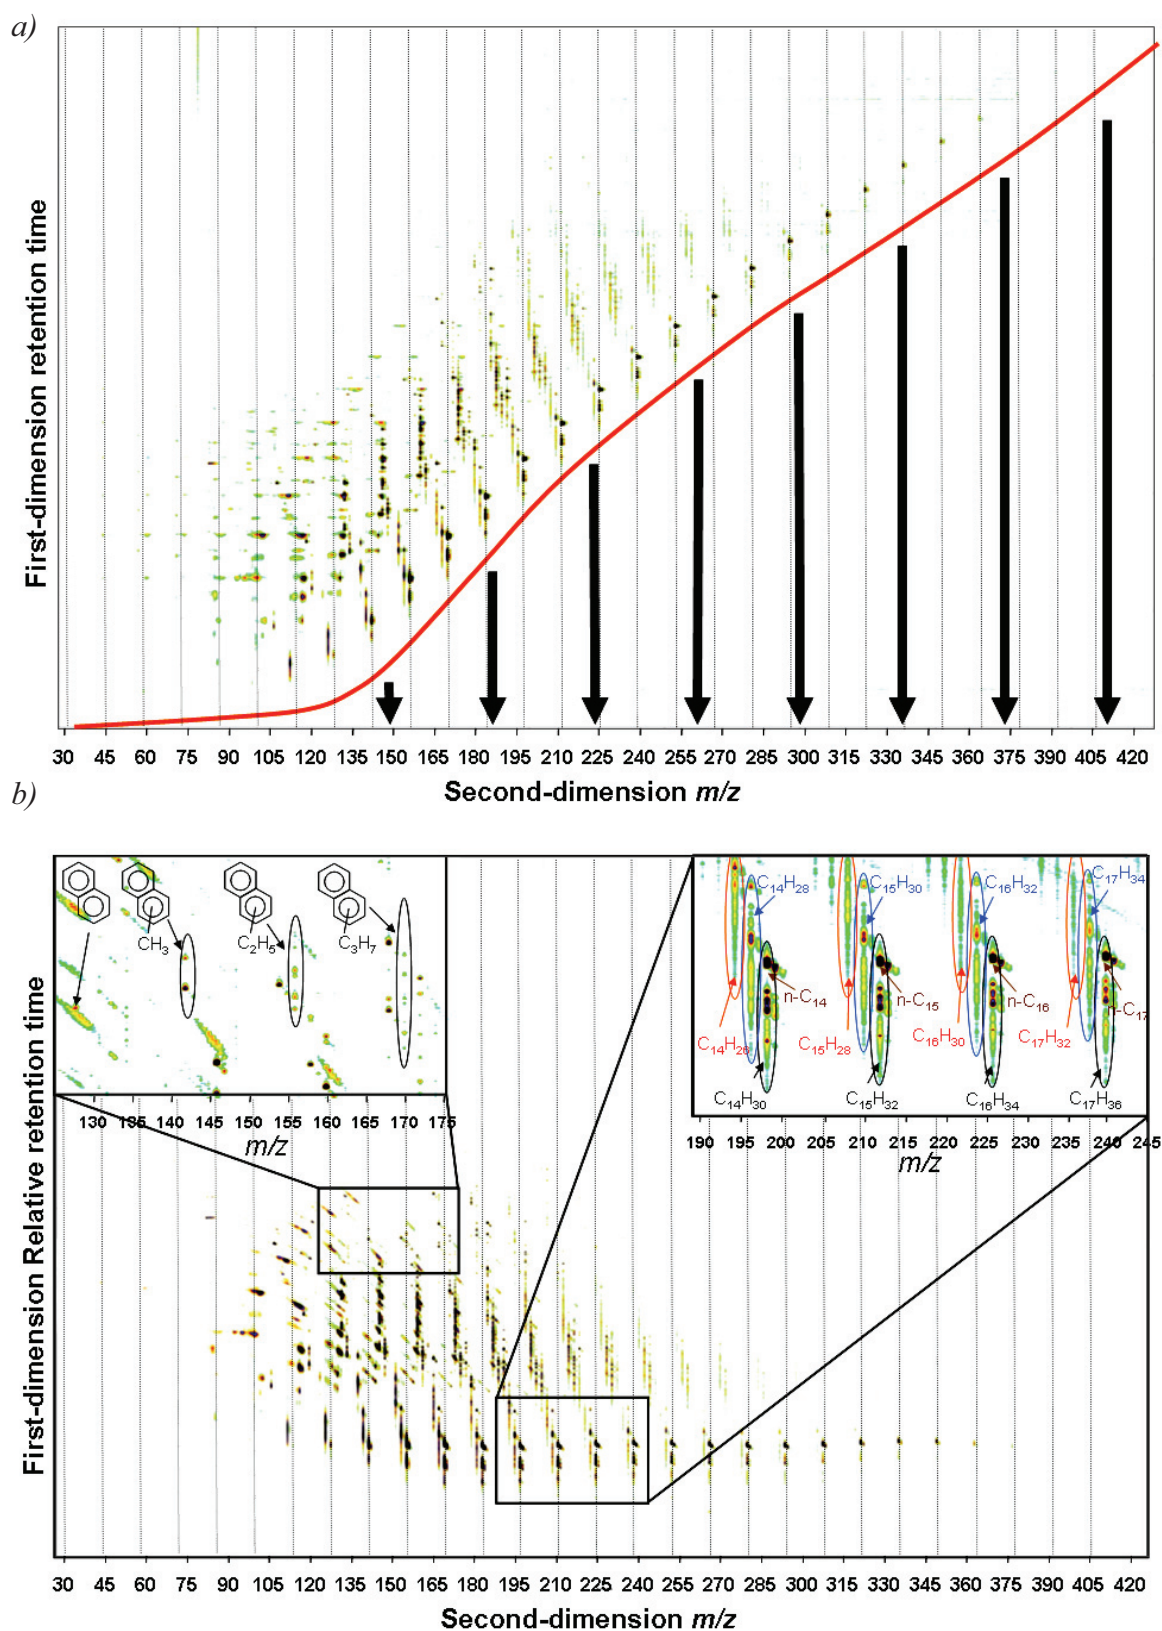 a)
First-dimension retention time
30 45 60 75 90 105 120 135 150 165 180 195 210 225 240 255 270 285 300 315 330 345 360 375 390 405 420
Second-dimension m/z
b)
CH3 C2H5 C3H7
130 135 140 145 150 155 160 165 170 175
m/z
C14H28 C15H30 C16H32 C17H34
n-C14 n-C15 n-C16 n-C17
C14H26 C15H28 C16H30 C17H32
C14H30 C15H32 C16H34 C17H36
190 195 200 205 210 215 220 225 230 235 240 245
m/z
First-dimension Relative retention time
30 45 60 75 90 105 120 135 150 165 180 195 210 225 240 255 270 285 300 315 330 345 360 375 390 405 420
Second-dimension m/z